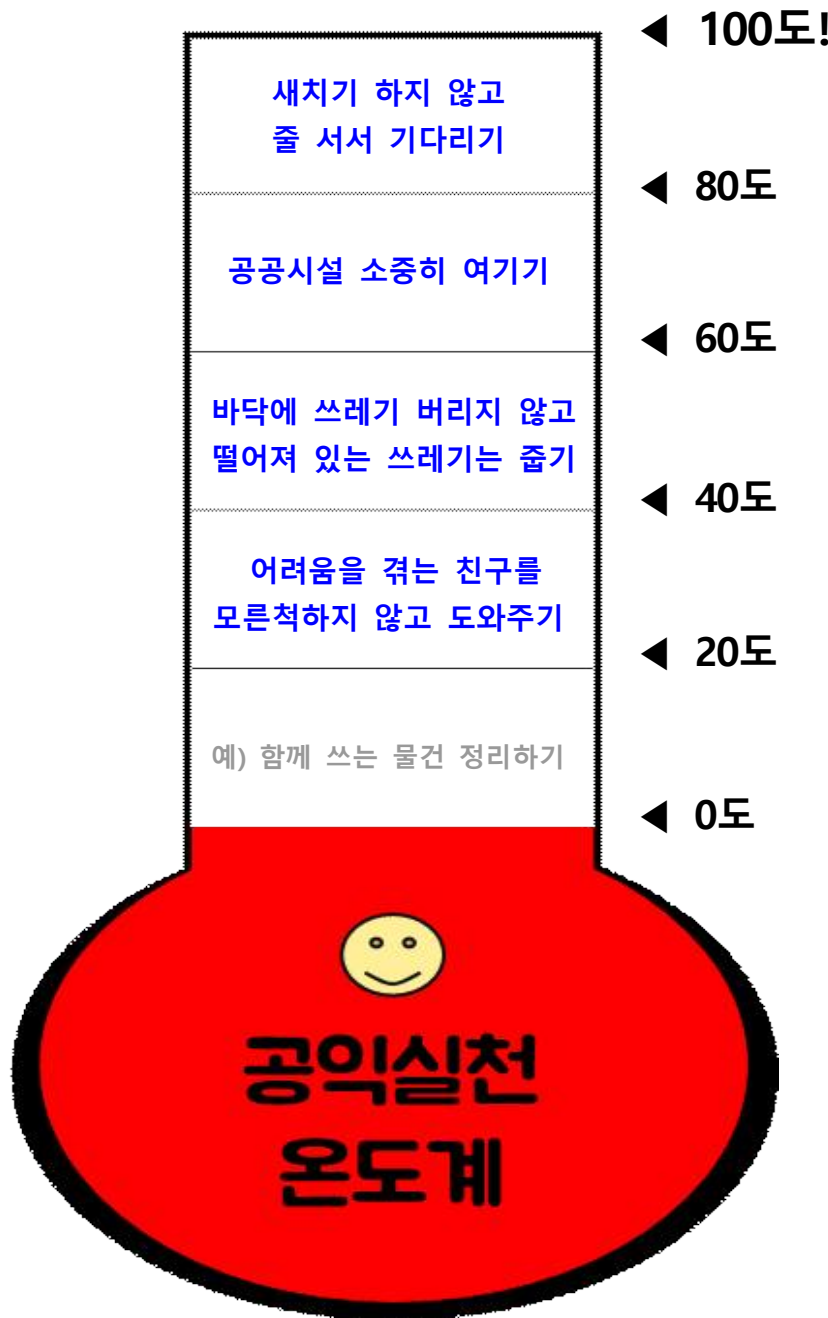 ◀ 100도!
새치기 하지 않고
줄 서서 기다리기
◀ 80도
공공시설 소중히 여기기
◀ 60도
바닥에 쓰레기 버리지 않고
떨어져 있는 쓰레기는 줍기
◀ 40도
어려움을 겪는 친구를
모른척하지 않고 도와주기
◀ 20도
예) 함께 쓰는 물건 정리하기
◀ 0도
공익실천
온도계